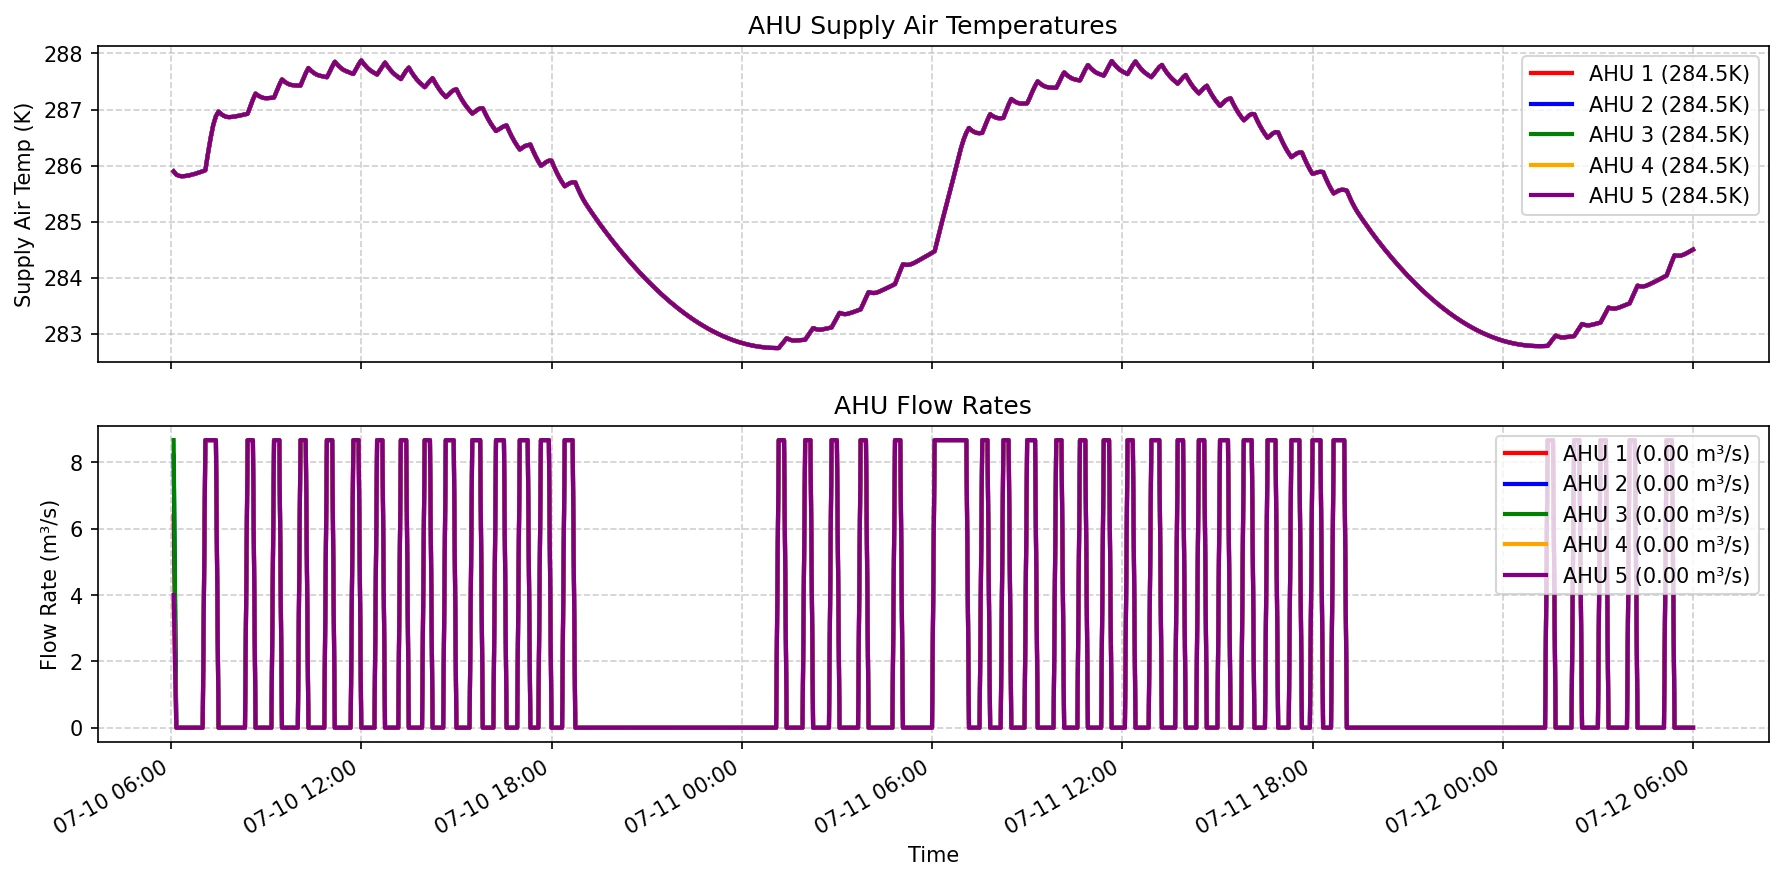 AHU Supply Air Temperatures
Supply Air Temp (K)
288
287
286
285
284
283
AHU 1 (284.5K)
AHU 2 (284.5K)
AHU 3 (284.5K)
AHU 4 (284.5K)
AHU 5 (284.5K)
AHU Flow Rates
Flow Rate (m³/s)
8
6
4
2
0
AHU 1 (0.00 m³/s)
AHU 2 (0.00 m³/s)
AHU 3 (0.00 m³/s)
AHU 4 (0.00 m³/s)
AHU 5 (0.00 m³/s)
07-10 06:00
07-10 12:00
07-10 18:00
07-11 00:00
07-11 06:00
07-11 12:00
07-11 18:00
07-12 00:00
07-12 06:00
Time